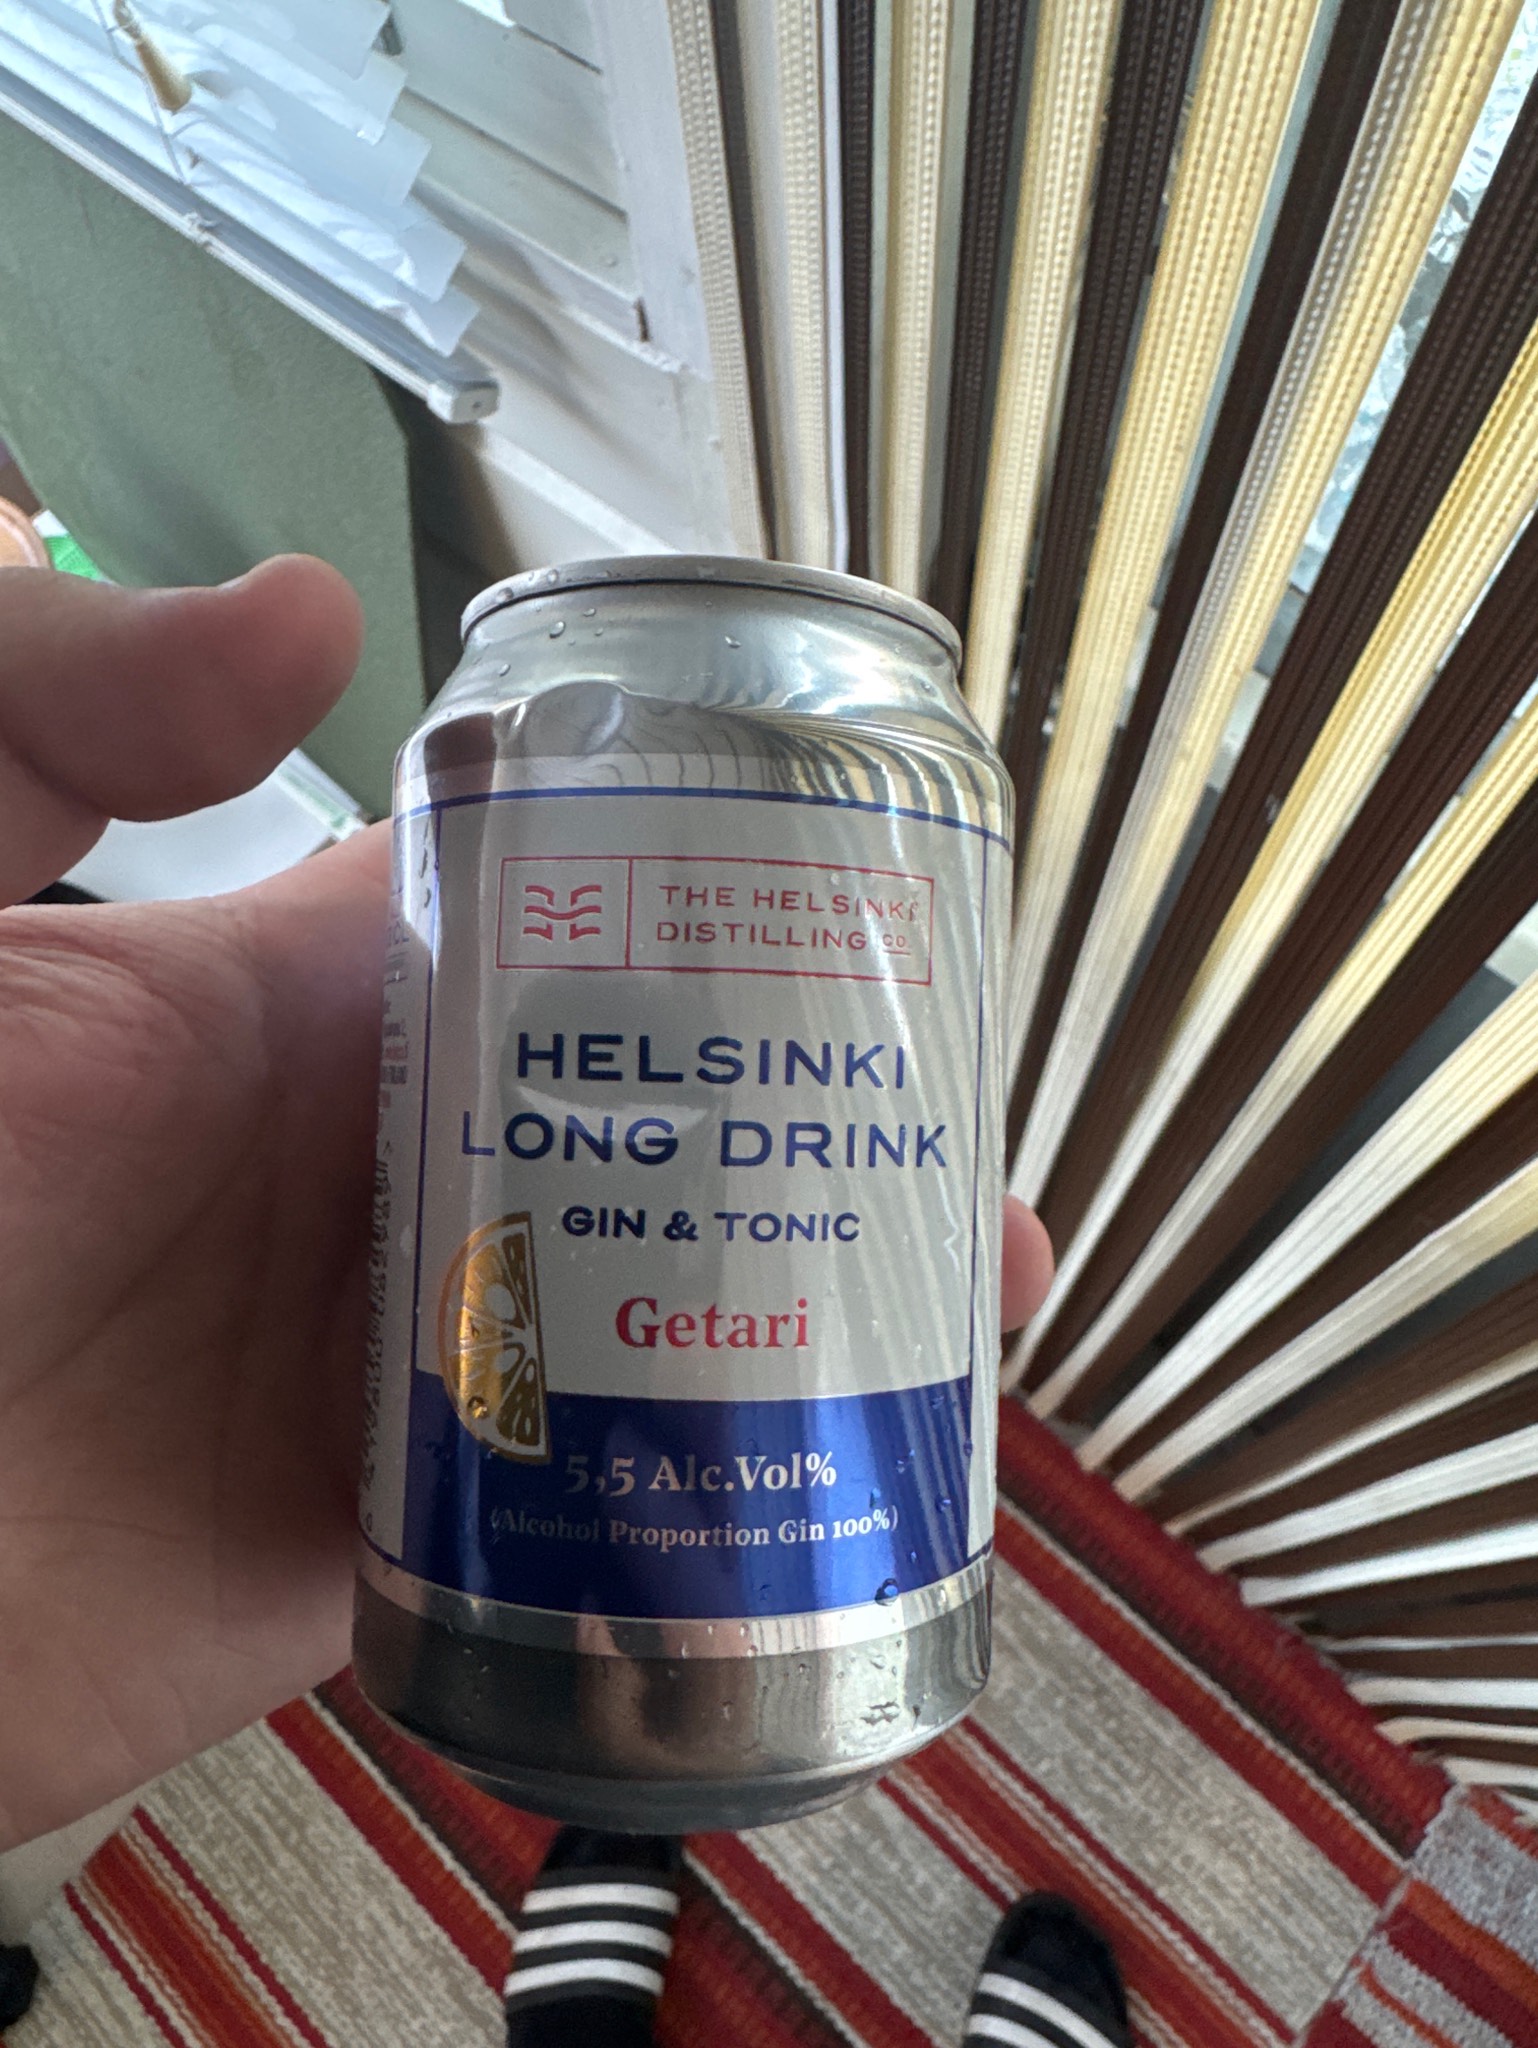 THE HELSINKI
DISTILLING CO.
HELSINKI
LONG DRINK
GIN & TONIC
Getari
5,5 Alc.Vol%
(Alcohol Proportion Gin 100%)